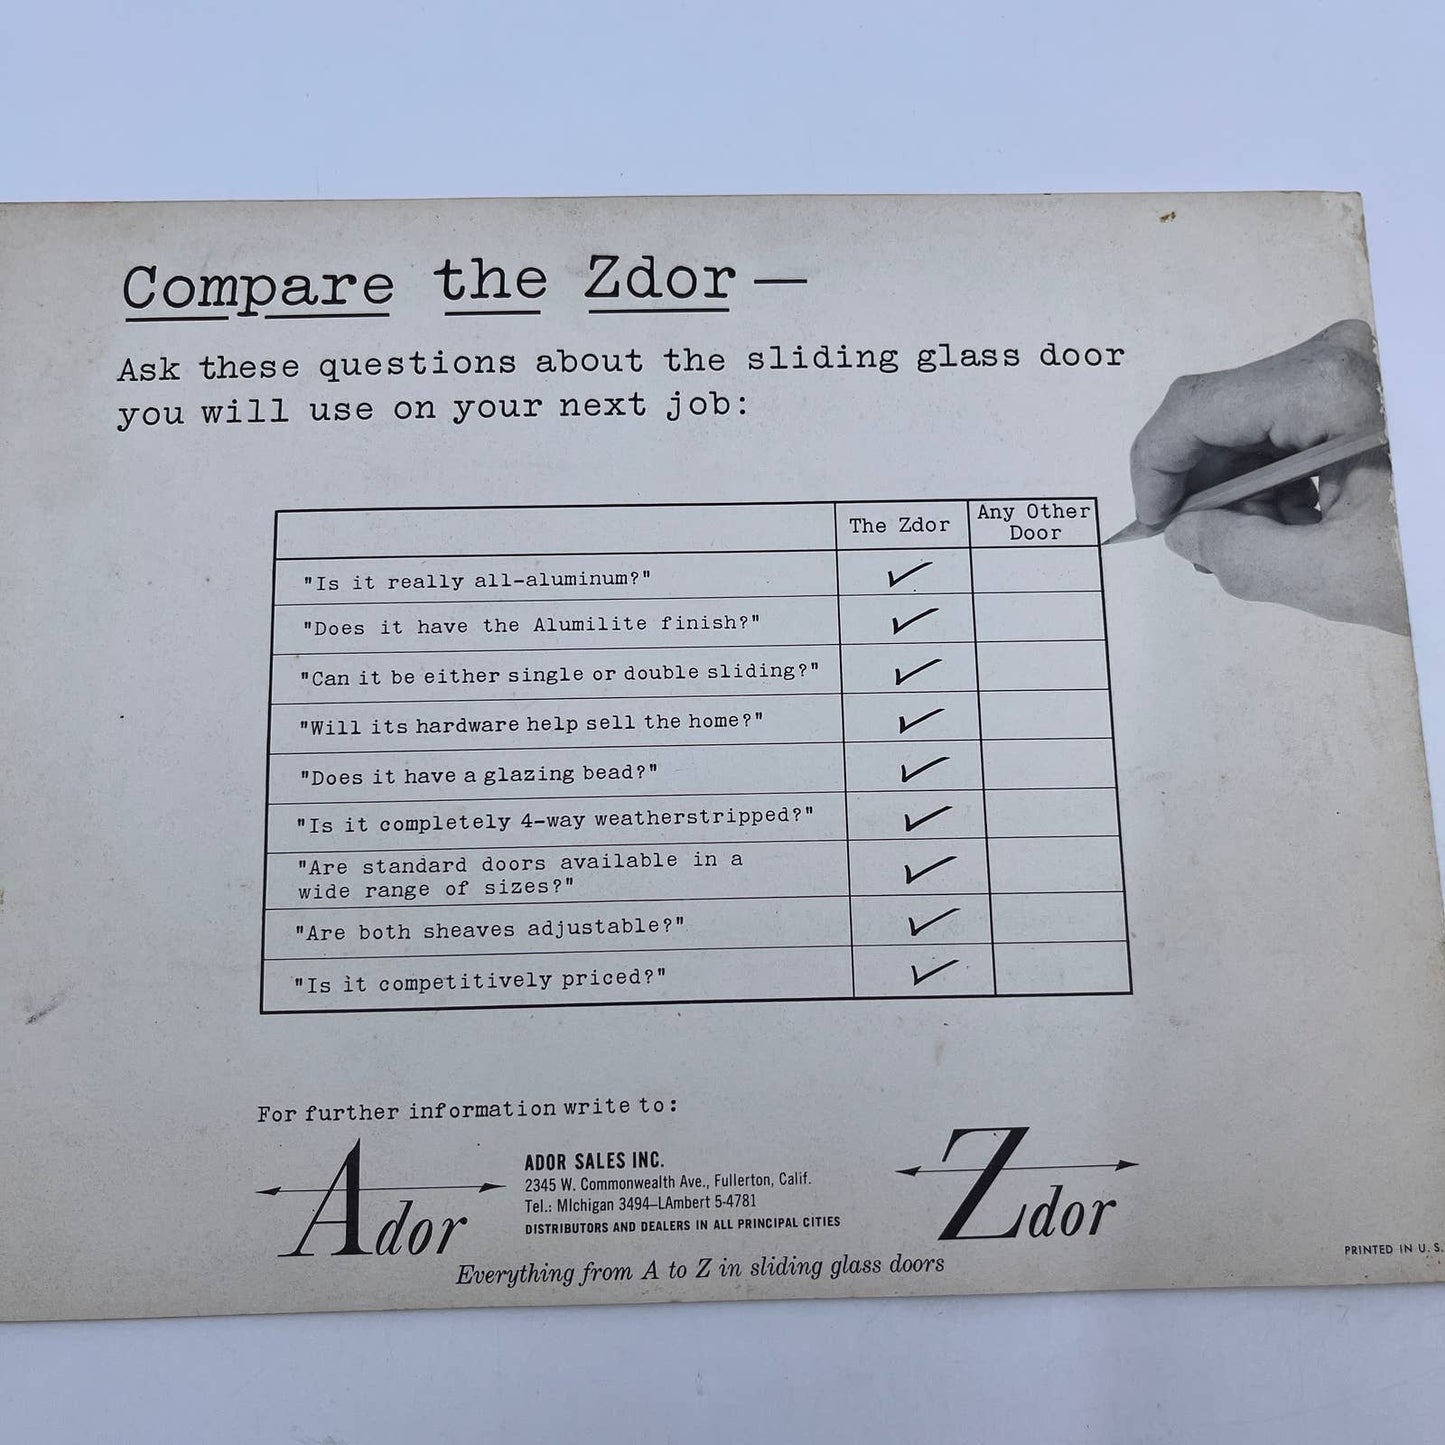 Compare the Zdor —
Ask these questions about the sliding glass door
you will use on your next job:
The Zdor
Any Other
Door
"Is it really all-aluminum?" ✓
"Does it have the Alumilite finish?" ✓
"Can it be either single or double sliding?" ✓
"Will its hardware help sell the home?" ✓
"Does it have a glazing bead?" ✓
"Is it completely 4-way weatherstripped?" ✓
"Are standard doors available in a
wide range of sizes?" ✓
"Are both sheaves adjustable?" ✓
"Is it competitively priced?" ✓
For further information write to:
Ador
ADOR SALES INC.
2345 W. Commonwealth Ave., Fullerton, Calif.
Tel.: MIchigan 3494–LAmbert 5-4781
DISTRIBUTORS AND DEALERS IN ALL PRINCIPAL CITIES
Zdor
Everything from A to Z in sliding glass doors
PRINTED IN U.S.